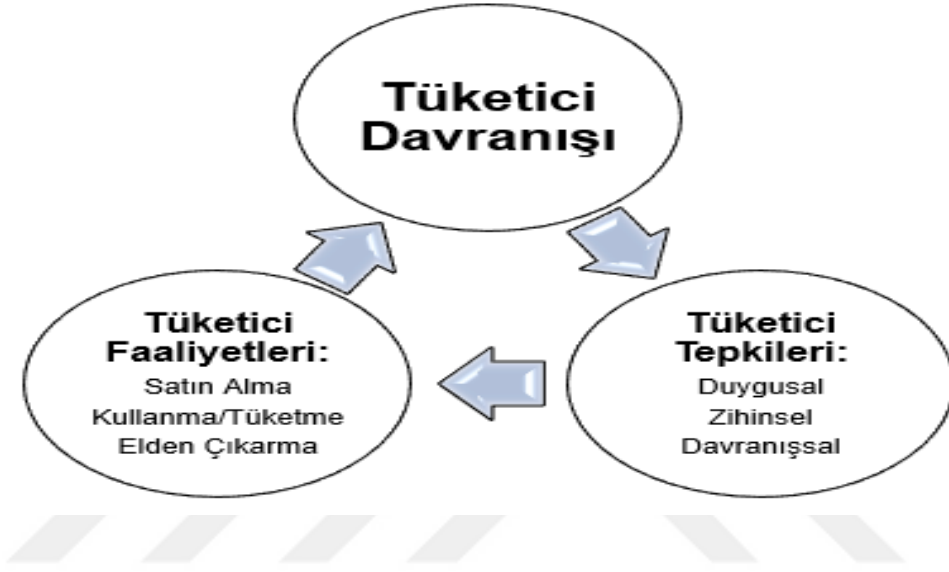 Tüketici
Davranışı
Tüketici
Faaliyetleri:
Satın Alma
Kullanma/Tüketme
Elden Çıkarma
Tüketici
Tepkileri:
Duygusal
Zihinsel
Davranışsal